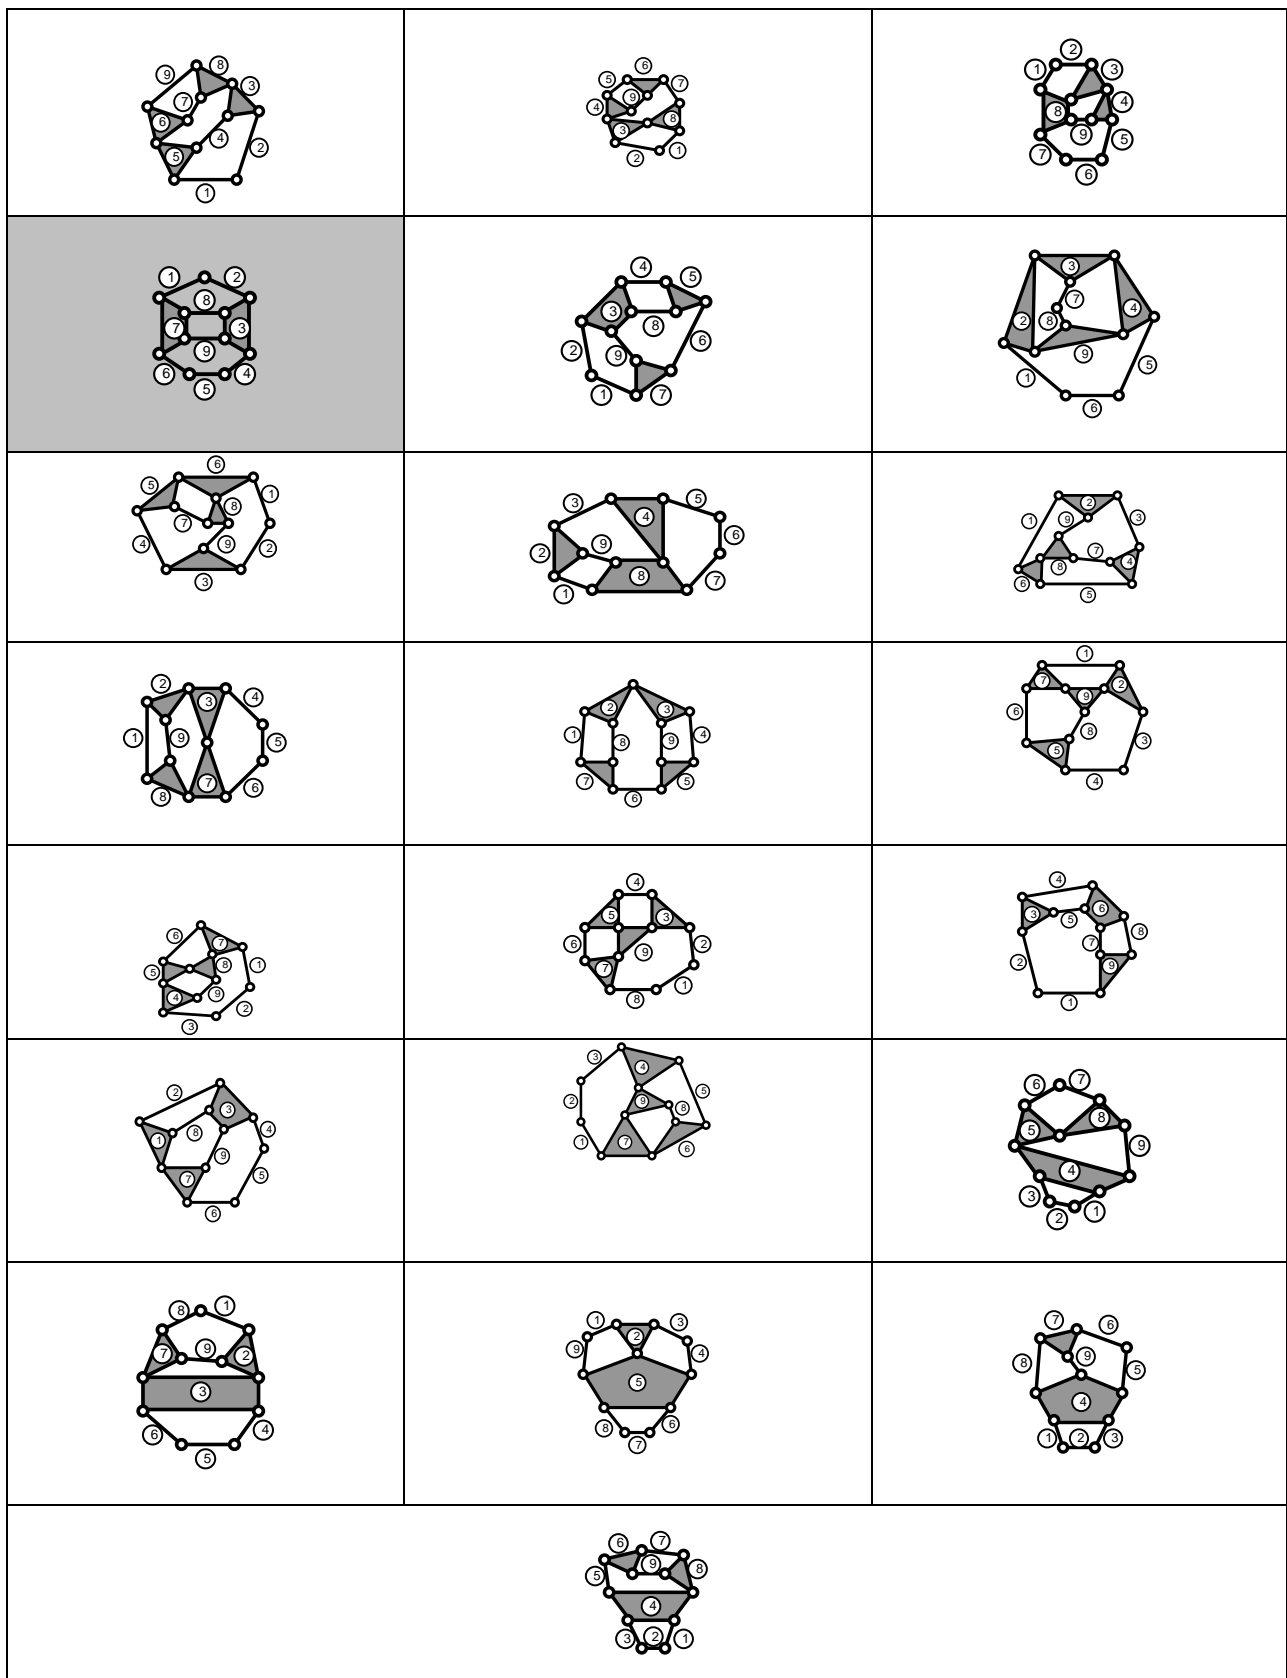 9 8 3 7 6 4 5 2 1
6 5 7 9 4 8 3 1 2
2 1 3 4 8 9 5 7 6
1 2 8 7 3 9 6 4 5
4 5 3 8 6 2 9 1 7
3 7 4 2 8 9 5 1 6
6 5 1 8 7 4 9 2 3
3 5 4 6 2 9 8 7 1
2 1 3 9 7 4 8 6 5
2 4 3 1 9 5 7 6 8
2 3 1 4 8 9 7 5 6
1 7 2 9 6 8 3 5 4
6 7 1 8 5 9 4 2 3
4 5 3 6 2 9 7 1 8
4 6 3 5 8 7 2 9 1
2 3 8 4 1 9 7 5 6
3 4 5 9 2 8 1 7 6
7 6 8 5 9 4 3 1 2
8 1 9 7 2 3 6 4 5
1 3 2 9 4 5 8 6 7
7 6 9 8 5 4 1 2 3
6 7 9 8 5 4 3 2 1